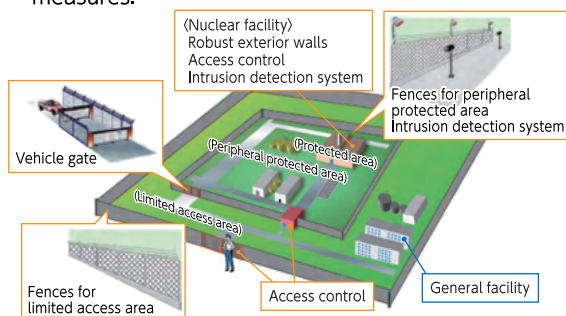 measures.
〈Nuclear facility〉
Robust exterior walls
Access control
Intrusion detection system
Fences for peripheral
protected area
Intrusion detection system
Vehicle gate
(Protected area)
(Peripheral protected area)
(Limited access area)
Fences for
limited access area
Access control
General facility